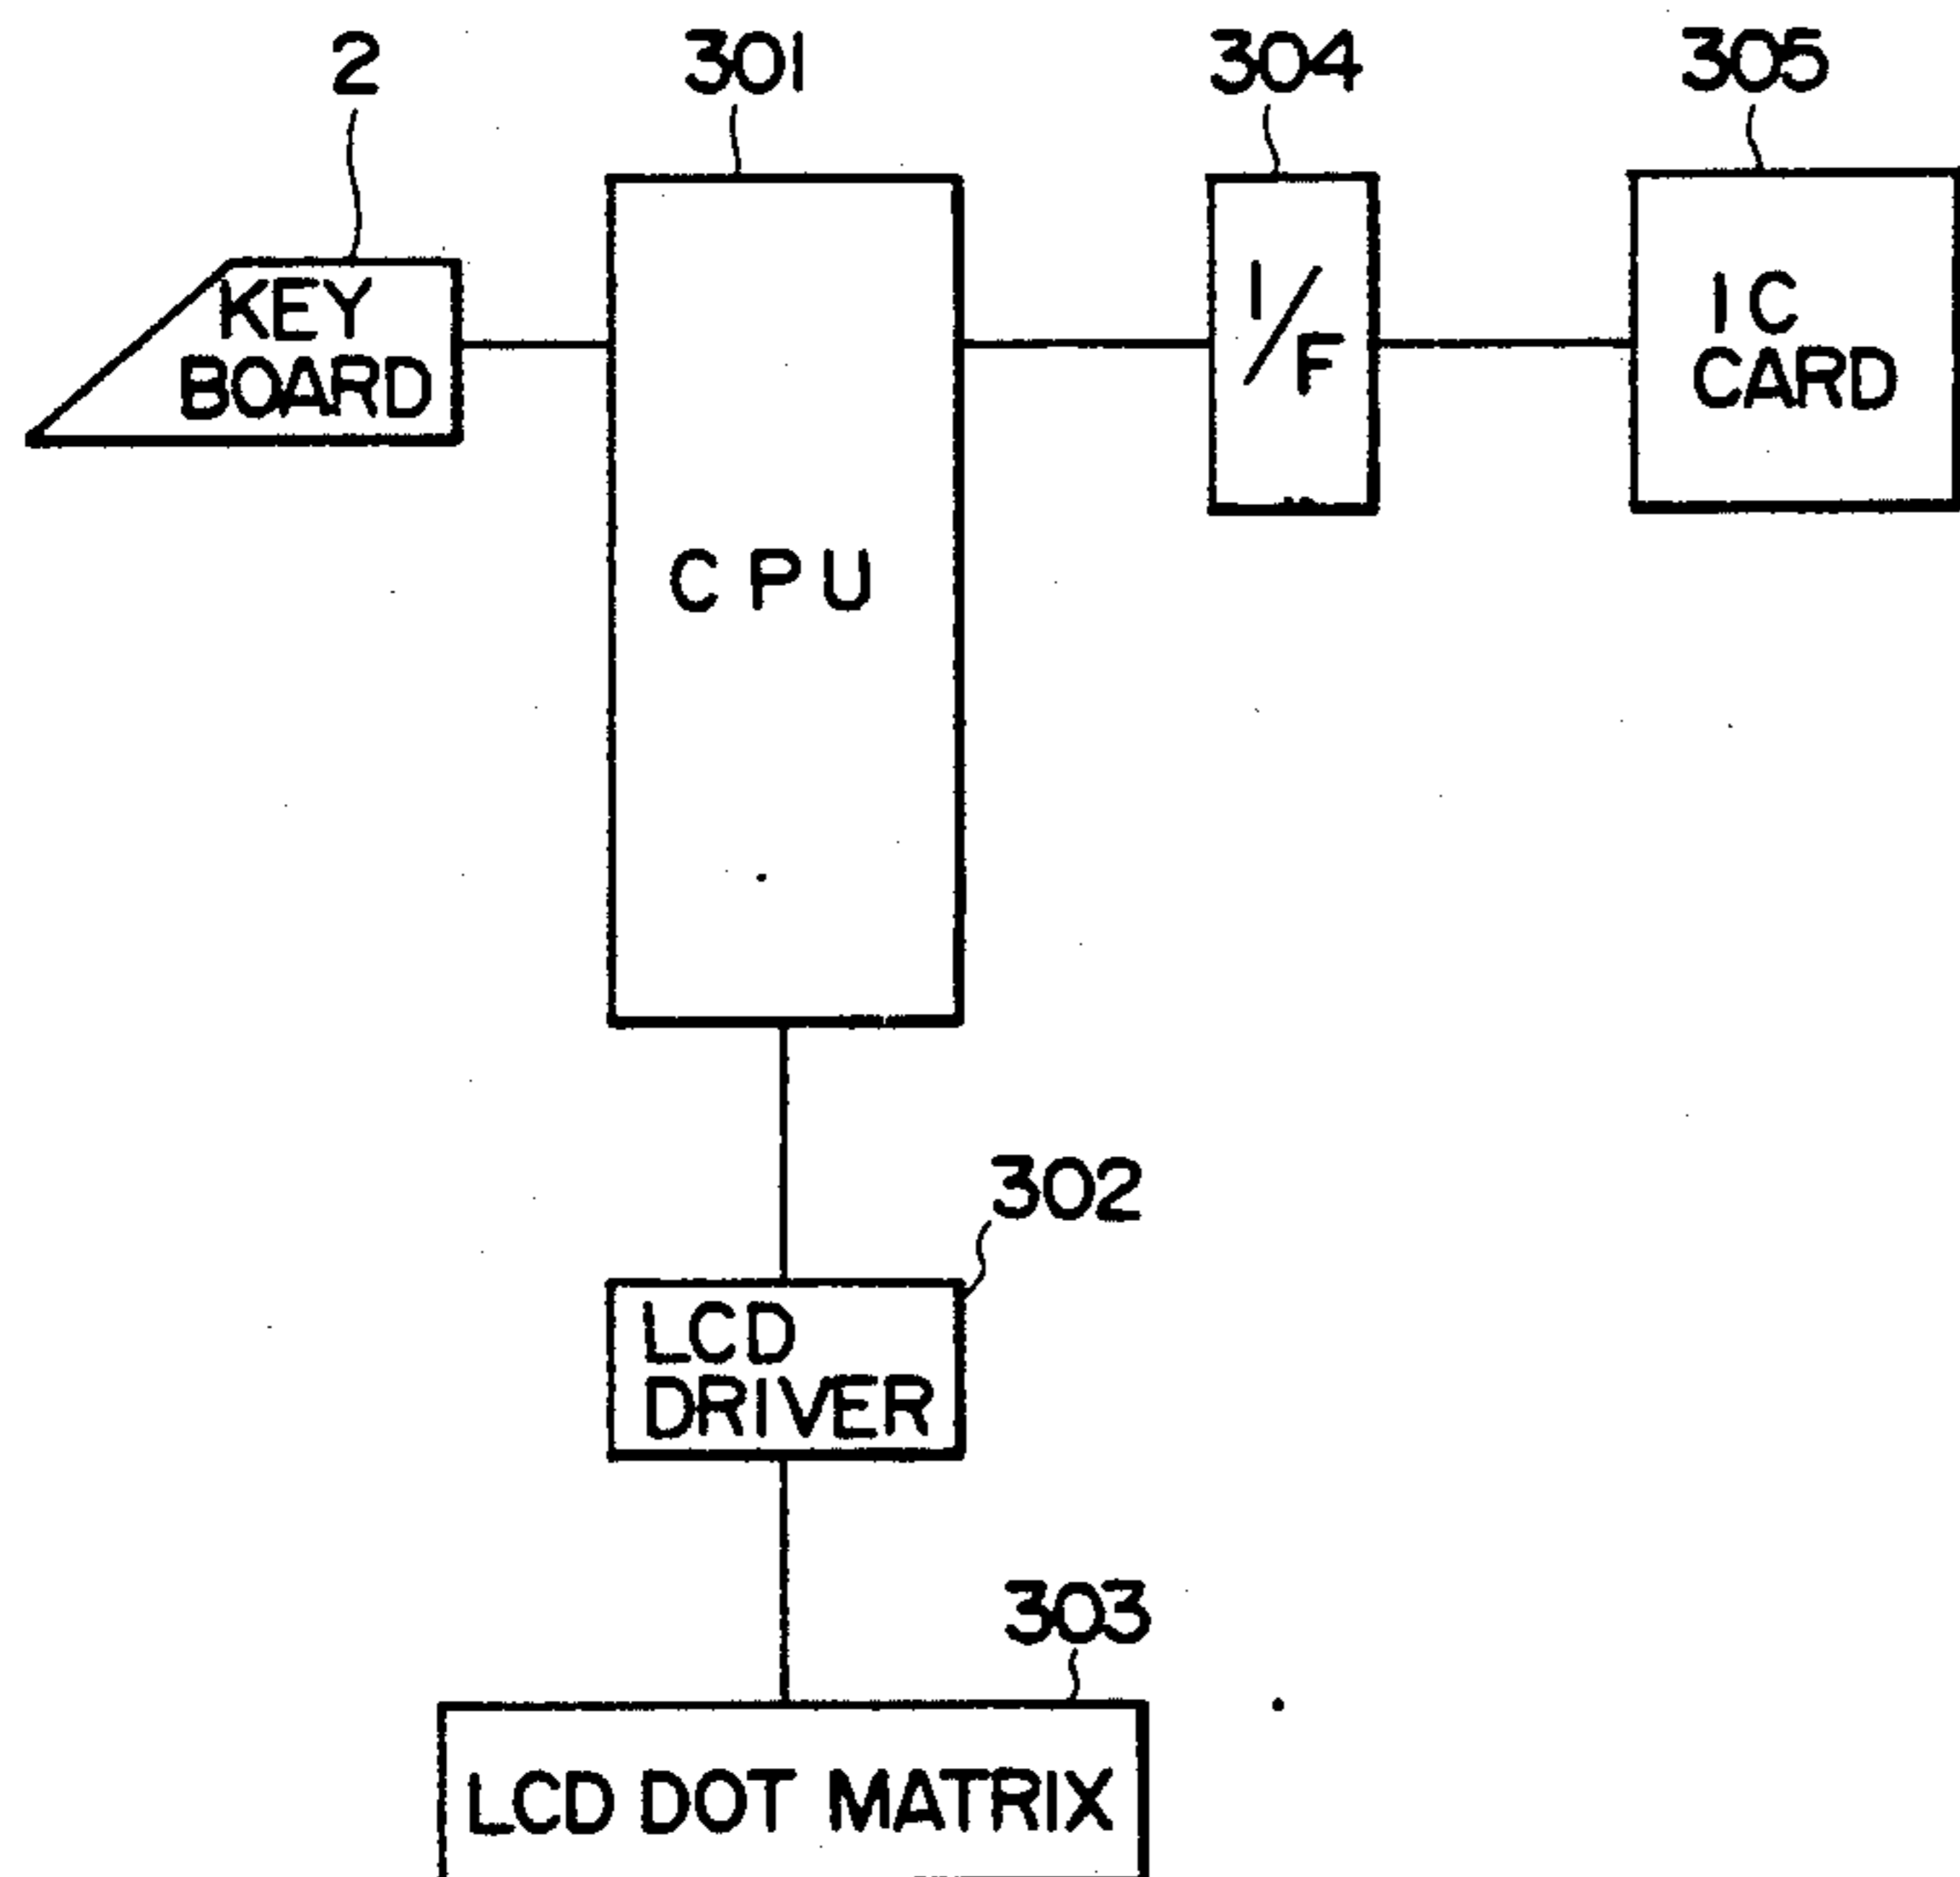 2
301
304
305
KEY
BOARD
CPU
I/F
IC
CARD
302
LCD
DRIVER
303
LCD DOT MATRIX